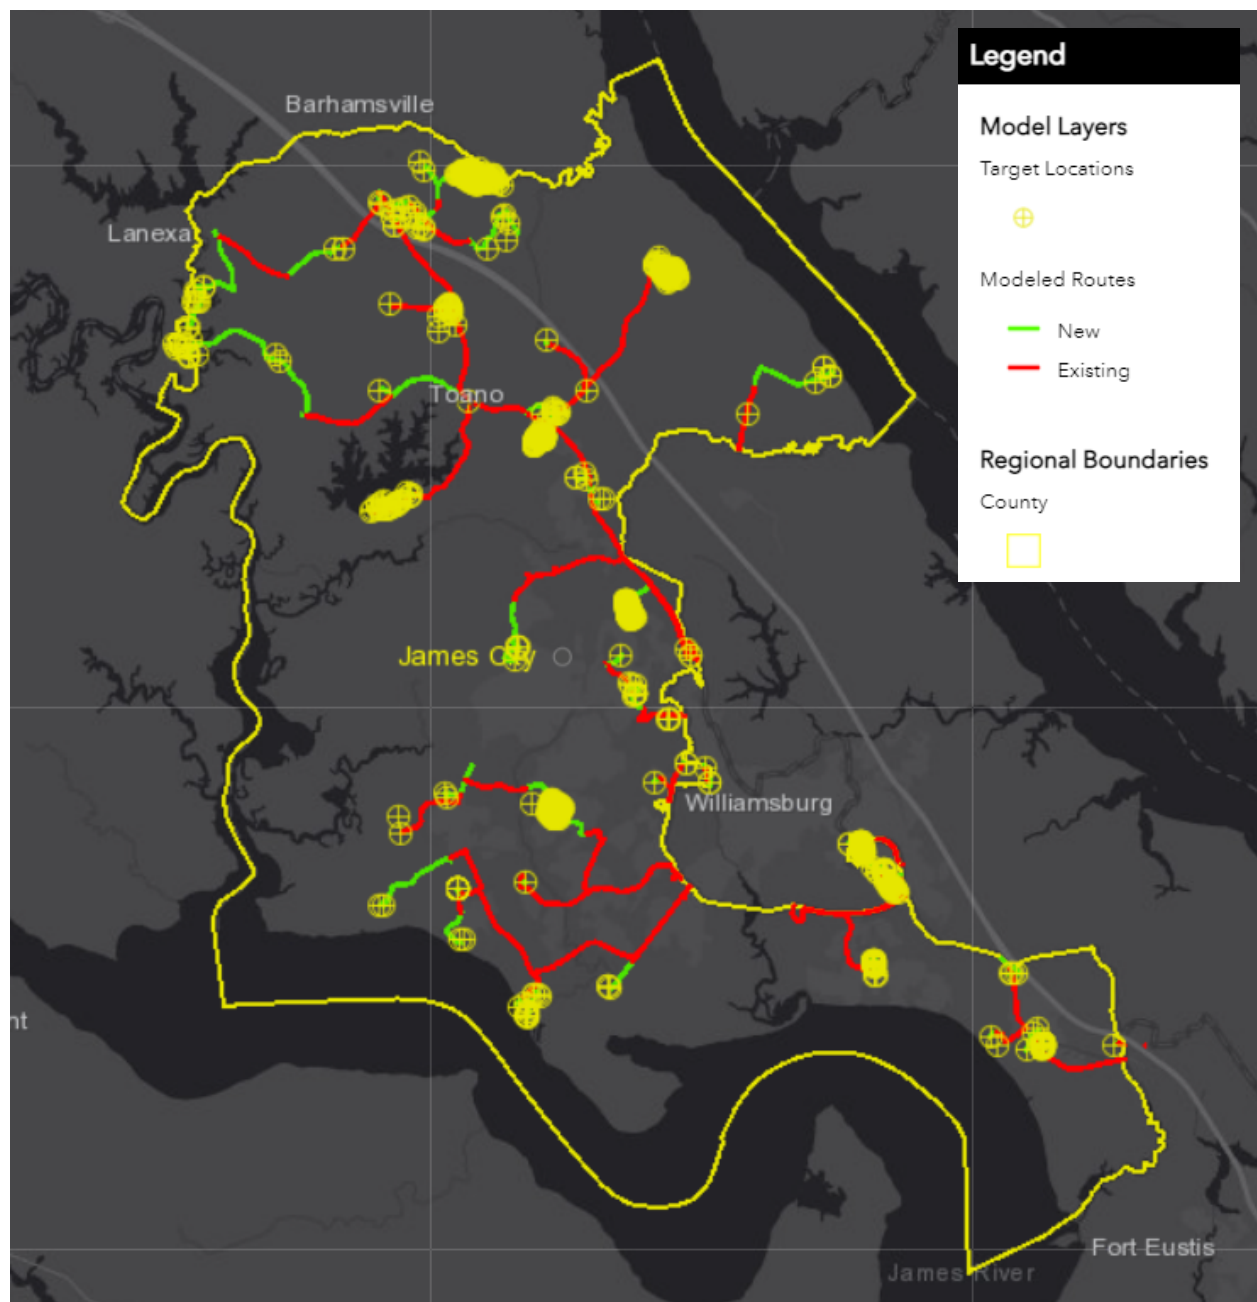 Legend
Model Layers
Target Locations
Modeled Routes
New
Existing
Regional Boundaries
County
Barhamsville
Lanexa
Toano
James City
Williamsburg
nt
Fort Eustis
James River